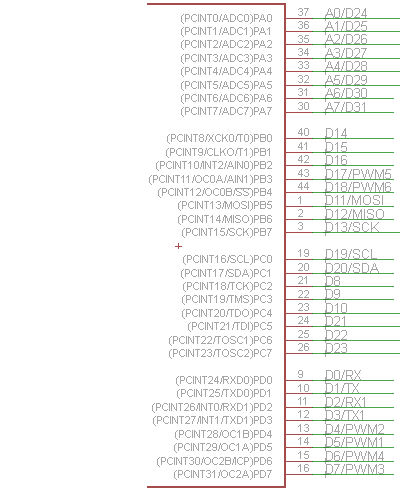 (PCINT0/ADC0)PA0 37 A0/D24
(PCINT1/ADC1)PA1 36 A1/D25
(PCINT2/ADC2)PA2 35 A2/D26
(PCINT3/ADC3)PA3 34 A3/D27
(PCINT4/ADC4)PA4 33 A4/D28
(PCINT5/ADC5)PA5 32 A5/D29
(PCINT6/ADC6)PA6 31 A6/D30
(PCINT7/ADC7)PA7 30 A7/D31
(PCINT8/XCK0/T0)PB0 40 D14
(PCINT9/CLKO/T1)PB1 41 D15
(PCINT10/INT2/AIN0)PB2 42 D16
(PCINT11/OC0A/AIN1)PB3 43 D17/PWM5
(PCINT12/OC0B/SS)PB4 44 D18/PWM6
(PCINT13/MOSI)PB5 1 D11/MOSI
(PCINT14/MISO)PB6 2 D12/MISO
(PCINT15/SCK)PB7 3 D13/SCK
(PCINT16/SCL)PC0 19 D19/SCL
(PCINT17/SDA)PC1 20 D20/SDA
(PCINT18/TCK)PC2 21 D8
(PCINT19/TMS)PC3 22 D9
(PCINT20/TDO)PC4 23 D10
(PCINT21/TDI)PC5 24 D21
(PCINT22/TOSC1)PC6 25 D22
(PCINT23/TOSC2)PC7 26 D23
(PCINT24/RXD0)PD0 9 D0/RX
(PCINT25/TXD0)PD1 10 D1/TX
(PCINT26/INT0/RXD1)PD2 11 D2/RX1
(PCINT27/INT1/TXD1)PD3 12 D3/TX1
(PCINT28/OC1B)PD4 13 D4/PWM2
(PCINT29/OC1A)PD5 14 D5/PWM1
(PCINT30/OC2B/ICP)PD6 15 D6/PWM4
(PCINT31/OC2A)PD7 16 D7/PWM3